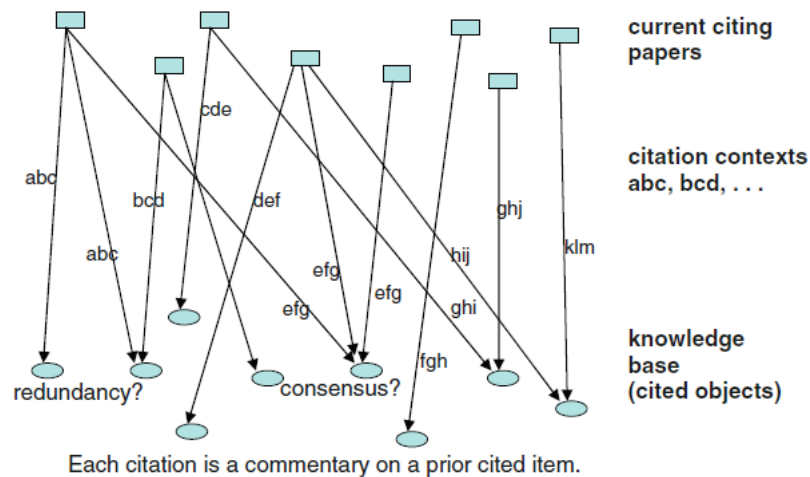 current citing
papers
cde
citation contexts
abc, bcd, . . .
abc
bcd
def
ghj
abc
efg
efg
hij
klm
efg
ghi
knowledge
base
(cited objects)
fgh
redundancy?
consensus?
Each citation is a commentary on a prior cited item.